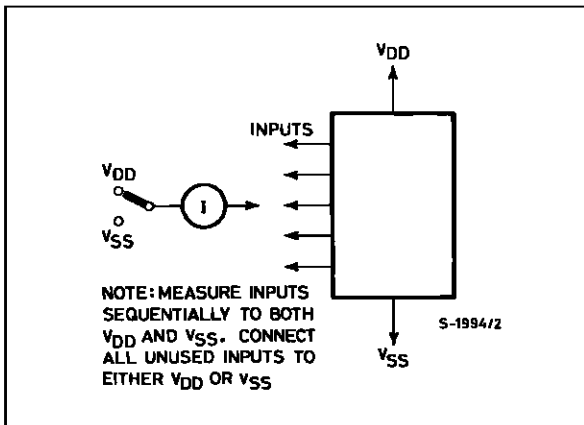 VDD
INPUTS
VDD
I
VSS
NOTE: MEASURE INPUTS
SEQUENTIALLY TO BOTH
VDD AND VSS. CONNECT
ALL UNUSED INPUTS TO
EITHER VDD OR VSS
S-1994/2
VSS